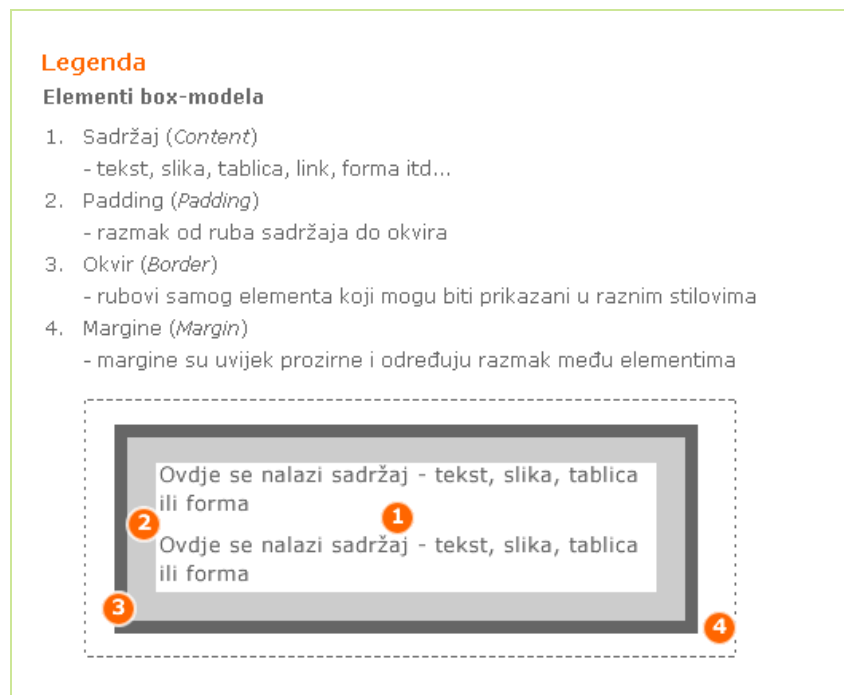 Legenda
Elementi box-modela
1. Sadržaj (Content)
- tekst, slika, tablica, link, forma itd...
2. Padding (Padding)
- razmak od ruba sadržaja do okvira
3. Okvir (Border)
- rubovi samog elementa koji mogu biti prikazani u raznim stilovima
4. Margine (Margin)
- margine su uvijek prozirne i određuju razmak među elementima
Ovdje se nalazi sadržaj - tekst, slika, tablica
ili forma
1
2
Ovdje se nalazi sadržaj - tekst, slika, tablica
ili forma
3
4